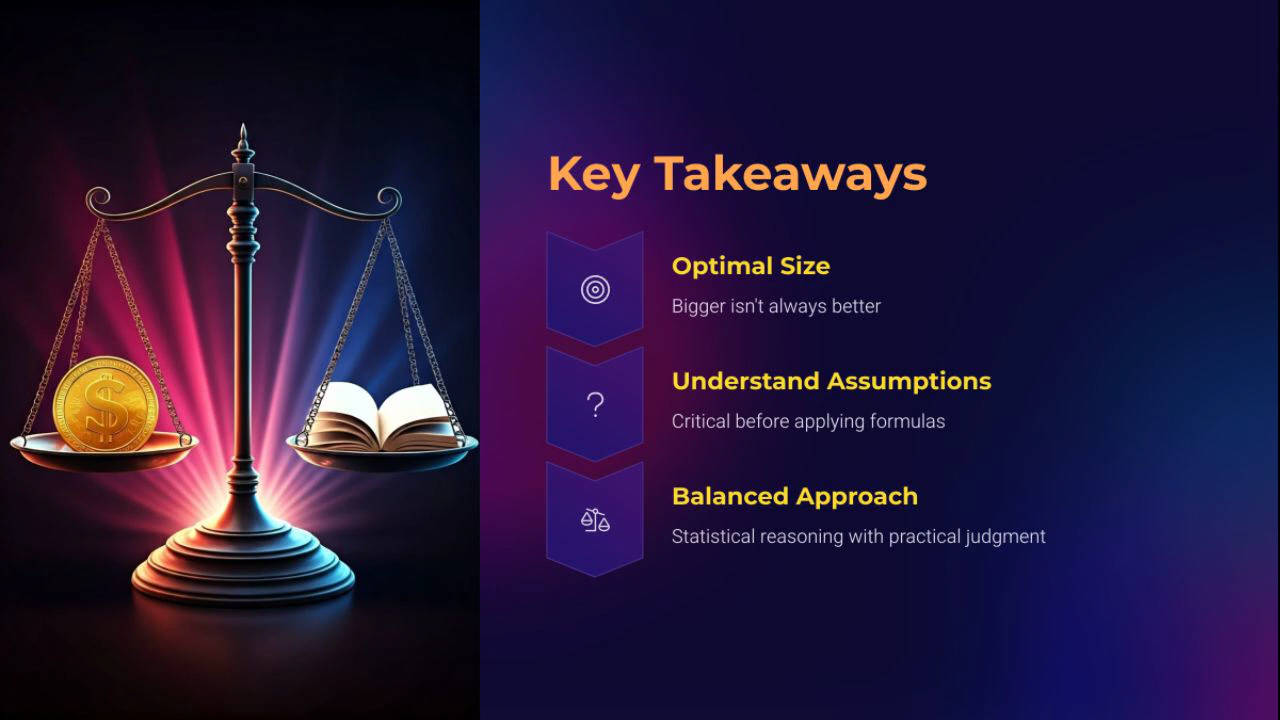 Key Takeaways
Optimal Size
Bigger isn't always better
Understand Assumptions
Critical before applying formulas
Balanced Approach
Statistical reasoning with practical judgment
$
?